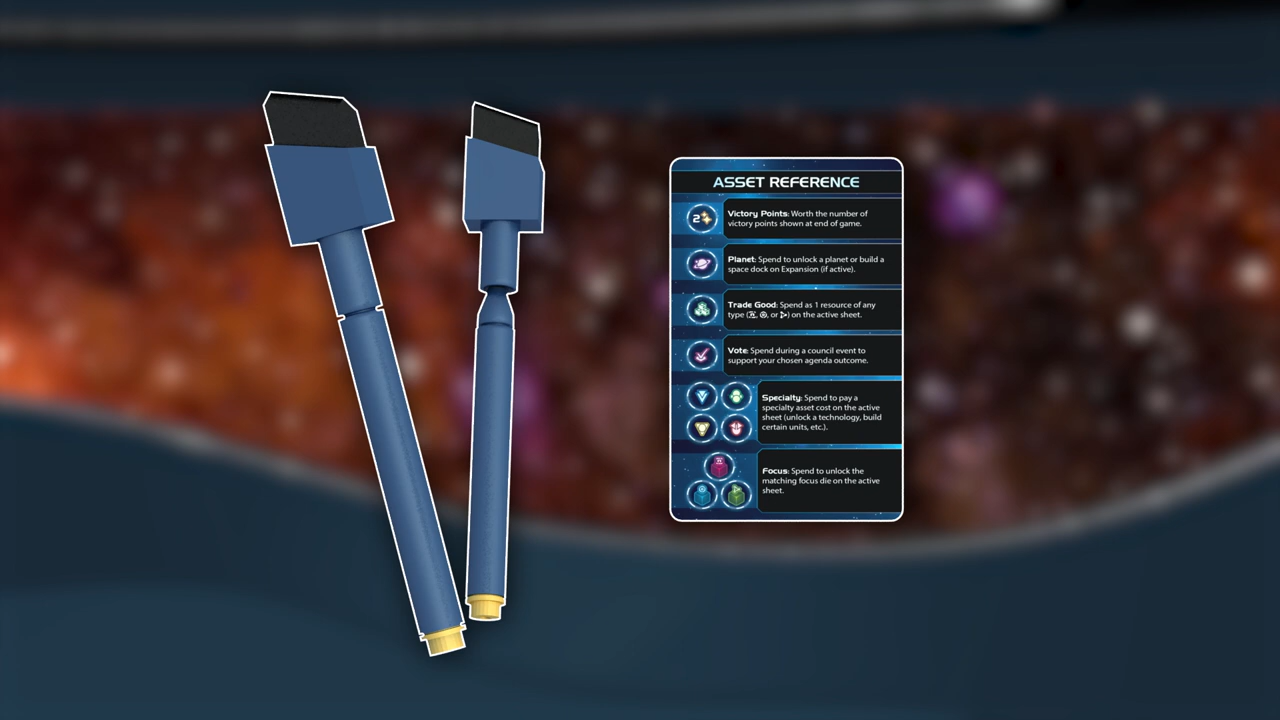 ASSET REFERENCE
2
Victory Points: Worth the number of
victory points shown at end of game.
Planet: Spend to unlock a planet or build a
space dock on Expansion (if active).
Trade Good: Spend as 1 resource of any
type (, , or ) on the active sheet.
Vote: Spend during a council event to
support your chosen agenda outcome.
Specialty: Spend to pay a
specialty asset cost on the active
sheet (unlock a technology, build
certain units, etc.).
Focus: Spend to unlock the
matching focus die on the active
sheet.